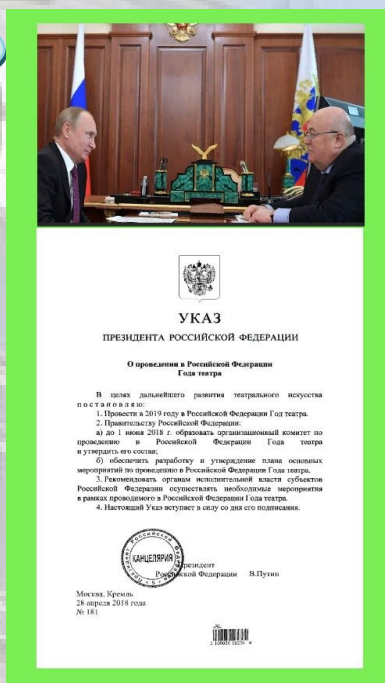 УКАЗ
ПРЕЗИДЕНТА РОССИЙСКОЙ ФЕДЕРАЦИИ
О проведении в Российской Федерации
Года театра
В целях дальнейшего развития театрального искусства
постановляю:
1. Провести в 2019 году в Российской Федерации Год театра.
2. Правительству Российской Федерации:
а) до 1 июня 2018 г. образовать организационный комитет по
проведению в Российской Федерации Года театра
и утвердить его состав;
б) обеспечить разработку и утверждение плана основных
мероприятий по проведению в Российской Федерации Года театра.
3. Рекомендовать органам исполнительной власти субъектов
Российской Федерации осуществлять необходимые мероприятия
в рамках проводимого в Российской Федерации Года театра.
4. Настоящий Указ вступает в силу со дня его подписания.
КАНЦЕЛЯРИЯ
Президент
Российской Федерации В.Путин
Москва, Кремль
28 апреля 2018 года
№ 181